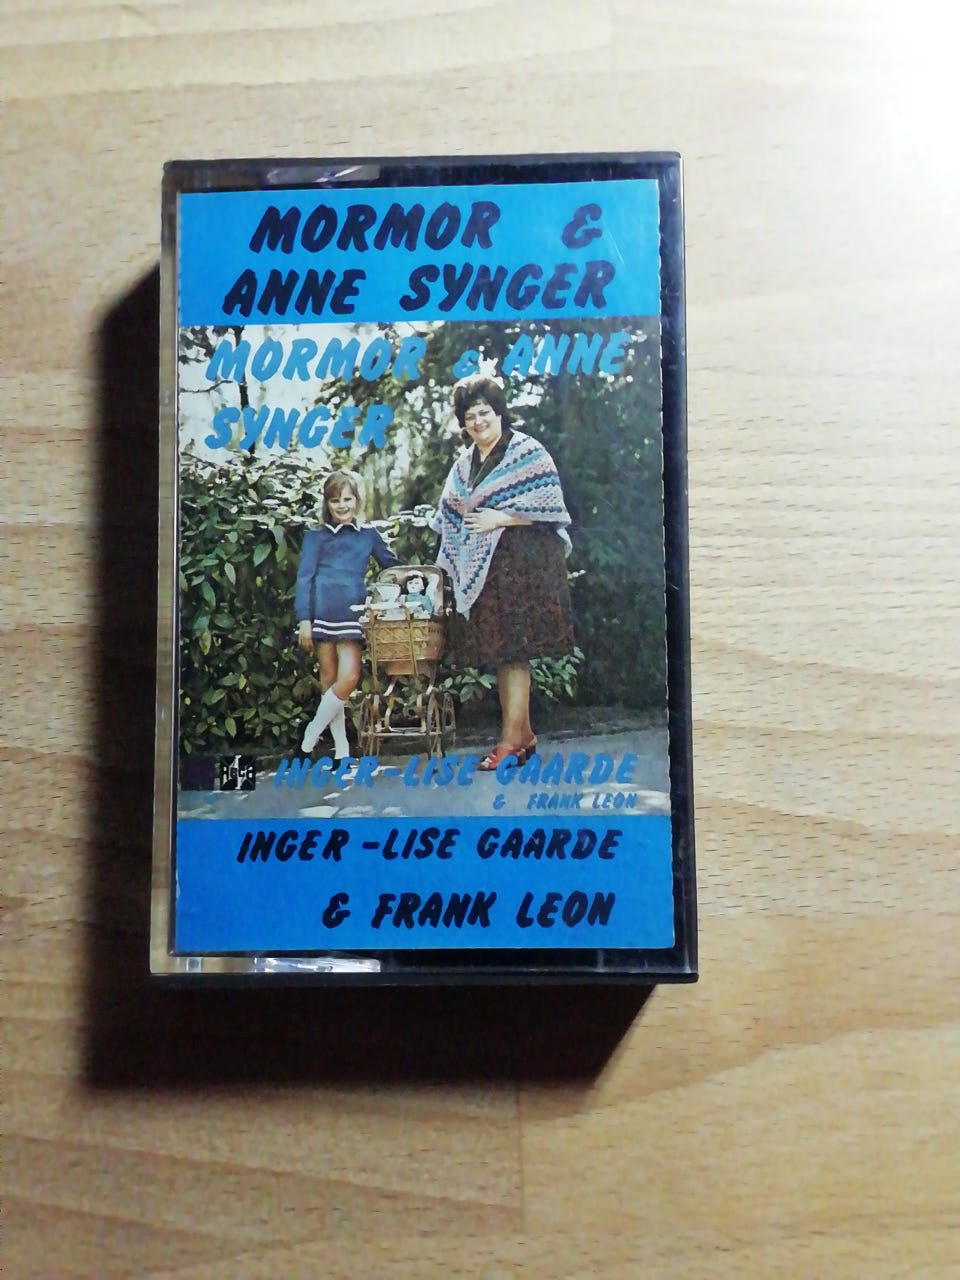 MORMOR &
ANNE SYNGER
MORMOR & ANNE
SYNGER
INGER-LISE GAARDE
& FRANK LEON
INGER-LISE GAARDE
& FRANK LEON